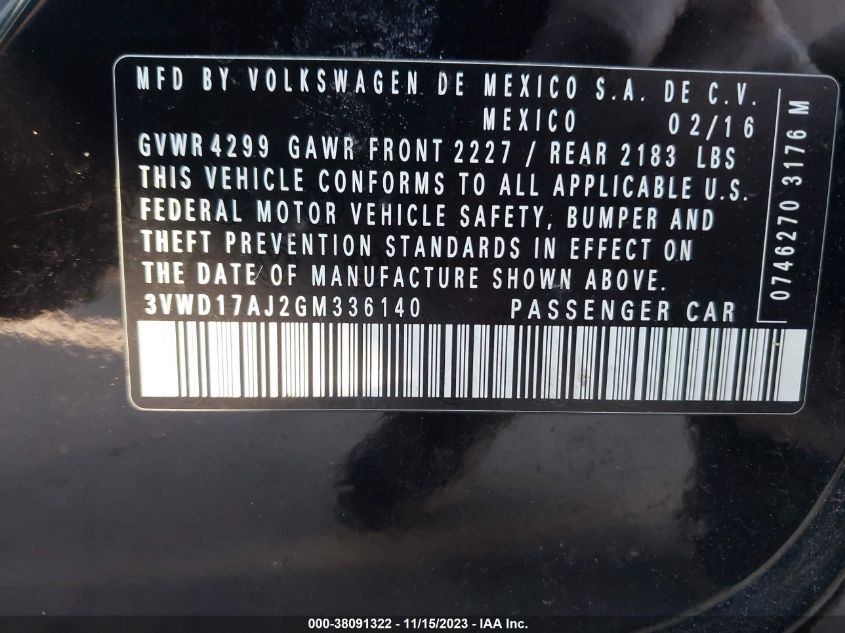 MFD BY VOLKSWAGEN DE MEXICO S.A. DE C.V.
MEXICO 02/16
GVWR 4299 GAWR FRONT 2227 / REAR 2183 LBS
THIS VEHICLE CONFORMS TO ALL APPLICABLE U.S.
FEDERAL MOTOR VEHICLE SAFETY, BUMPER AND
THEFT PREVENTION STANDARDS IN EFFECT ON
THE DATE OF MANUFACTURE SHOWN ABOVE.
3VWD17AJ2GM336140 PASSENGER CAR
0746270 3176 M
000-38091322 - 11/15/2023 - IAA Inc.